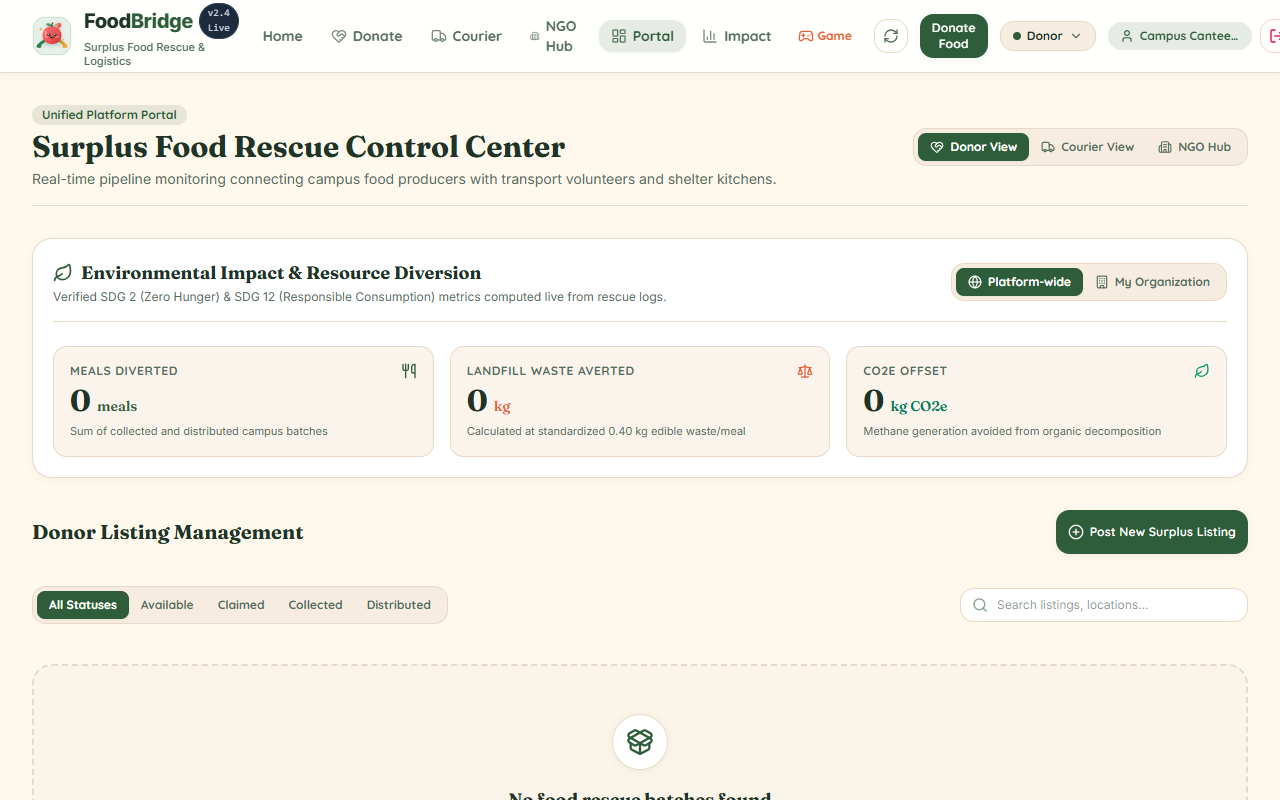 FoodBridge
v2.4
Live
Surplus Food Rescue &
Logistics
Home
Donate
Courier
NGO
Hub
Portal
Impact
Game
Donate
Food
Donor
Campus Cantee...
Unified Platform Portal
Surplus Food Rescue Control Center
Real-time pipeline monitoring connecting campus food producers with transport volunteers and shelter kitchens.
Donor View
Courier View
NGO Hub
Environmental Impact & Resource Diversion
Verified SDG 2 (Zero Hunger) & SDG 12 (Responsible Consumption) metrics computed live from rescue logs.
Platform-wide
My Organization
MEALS DIVERTED
0 meals
Sum of collected and distributed campus batches
LANDFILL WASTE AVERTED
0 kg
Calculated at standardized 0.40 kg edible waste/meal
CO2E OFFSET
0 kg CO2e
Methane generation avoided from organic decomposition
Donor Listing Management
Post New Surplus Listing
All Statuses
Available
Claimed
Collected
Distributed
Search listings, locations...
No food rescue batches found